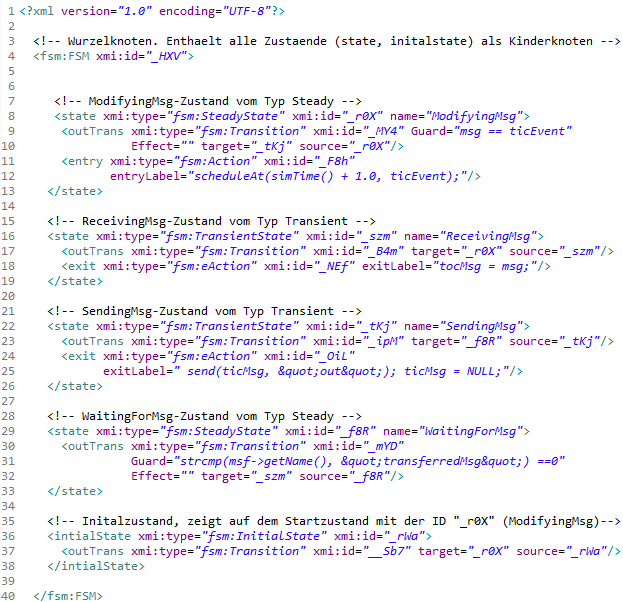 1 <?xml version="1.0" encoding="UTF-8"?>
2
3 <!-- Wurzelknoten. Enthaelt alle Zustaende (state, initalstate) als Kinderknoten -->
4 <fsm:FSM xmi:id="_HXV">
5
6
7 <!-- ModifyingMsg-Zustand vom Typ Steady -->
8 <state xmi:type="fsm:SteadyState" xmi:id="_r0X" name="ModifyingMsg">
9 <outTrans xmi:type="fsm:Transition" xmi:id="_MY4" Guard="msg == ticEvent"
10 Effect="" target="_tKj" source="_r0X"/>
11 <entry xmi:type="fsm:Action" xmi:id="_F8h"
12 entryLabel="scheduleAt(simTime() + 1.0, ticEvent);"/>
13 </state>
14
15 <!-- ReceivingMsg-Zustand vom Typ Transient -->
16 <state xmi:type="fsm:TransientState" xmi:id="_szm" name="ReceivingMsg">
17 <outTrans xmi:type="fsm:Transition" xmi:id="_B4m" target="_r0X" source="_szm"/>
18 <exit xmi:type="fsm:eAction" xmi:id="_NEf" exitLabel="tocMsg = msg;"/>
19 </state>
20
21 <!-- SendingMsg-Zustand vom Typ Transient -->
22 <state xmi:type="fsm:TransientState" xmi:id="_tKj" name="SendingMsg">
23 <outTrans xmi:type="fsm:Transition" xmi:id="_ipM" target="_f8R" source="_tKj"/>
24 <exit xmi:type="fsm:eAction" xmi:id="_OiL"
25 exitLabel=" send(ticMsg, &quot;out&quot;); ticMsg = NULL;"/>
26 </state>
27
28 <!-- WaitingForMsg-Zustand vom Typ Steady -->
29 <state xmi:type="fsm:SteadyState" xmi:id="_f8R" name="WaitingForMsg">
30 <outTrans xmi:type="fsm:Transition" xmi:id="_mYD"
31 Guard="strcmp(msf->getName(), &quot;transferredMsg&quot;) ==0"
32 Effect="" target="_szm" source="_f8R"/>
33 </state>
34
35 <!-- Initalzustand, zeigt auf dem Startzustand mit der ID "_r0X" (ModifyingMsg)-->
36 <intialState xmi:type="fsm:InitialState" xmi:id="_rWa">
37 <outTrans xmi:type="fsm:Transition" xmi:id="__Sb7" target="_r0X" source="_rWa"/>
38 </intialState>
39
40 </fsm:FSM>